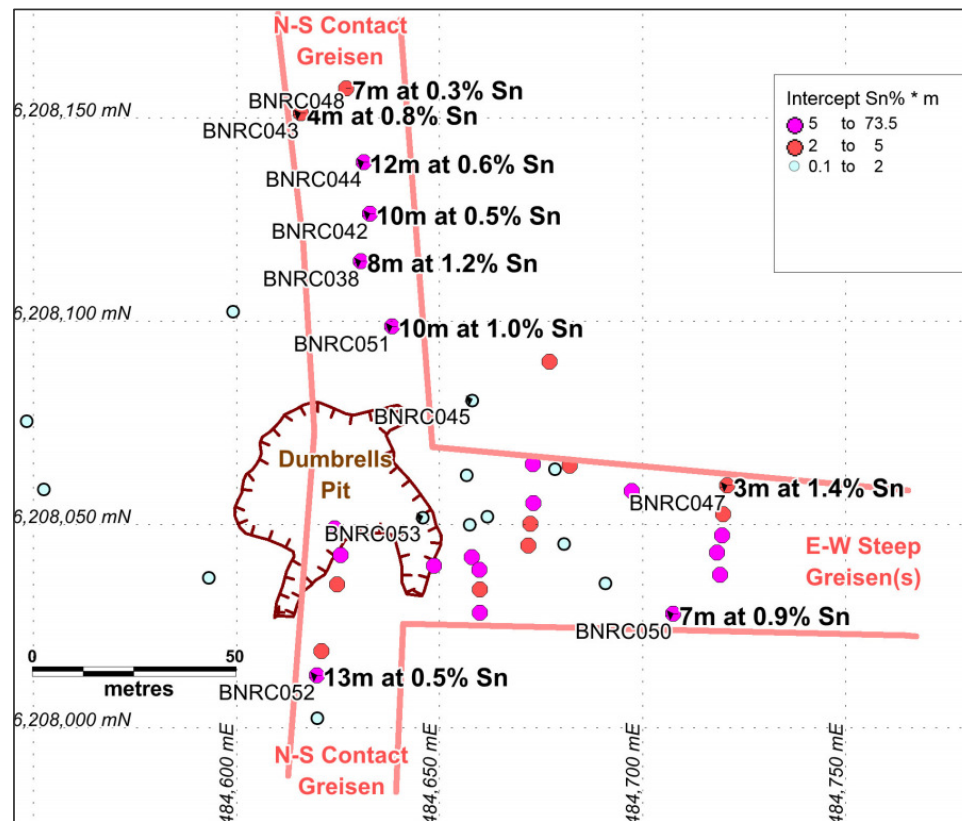 N-S Contact
Greisen
7m at 0.3% Sn
BNRC048
4m at 0.8% Sn
BNRC043
6,208,150 mN
Intercept Sn% * m
5 to 73.5
2 to 5
0.1 to 2
12m at 0.6% Sn
BNRC044
10m at 0.5% Sn
BNRC042
8m at 1.2% Sn
BNRC038
6,208,100 mN
10m at 1.0% Sn
BNRC051
BNRC045
Dumbrells
Pit
3m at 1.4% Sn
BNRC047
6,208,050 mN
BNRC053
E-W Steep
Greisen(s)
7m at 0.9% Sn
BNRC050
0 50
metres
13m at 0.5% Sn
BNRC052
6,208,000 mN
N-S Contact
Greisen
484,600 mE
484,650 mE
484,700 mE
484,750 mE